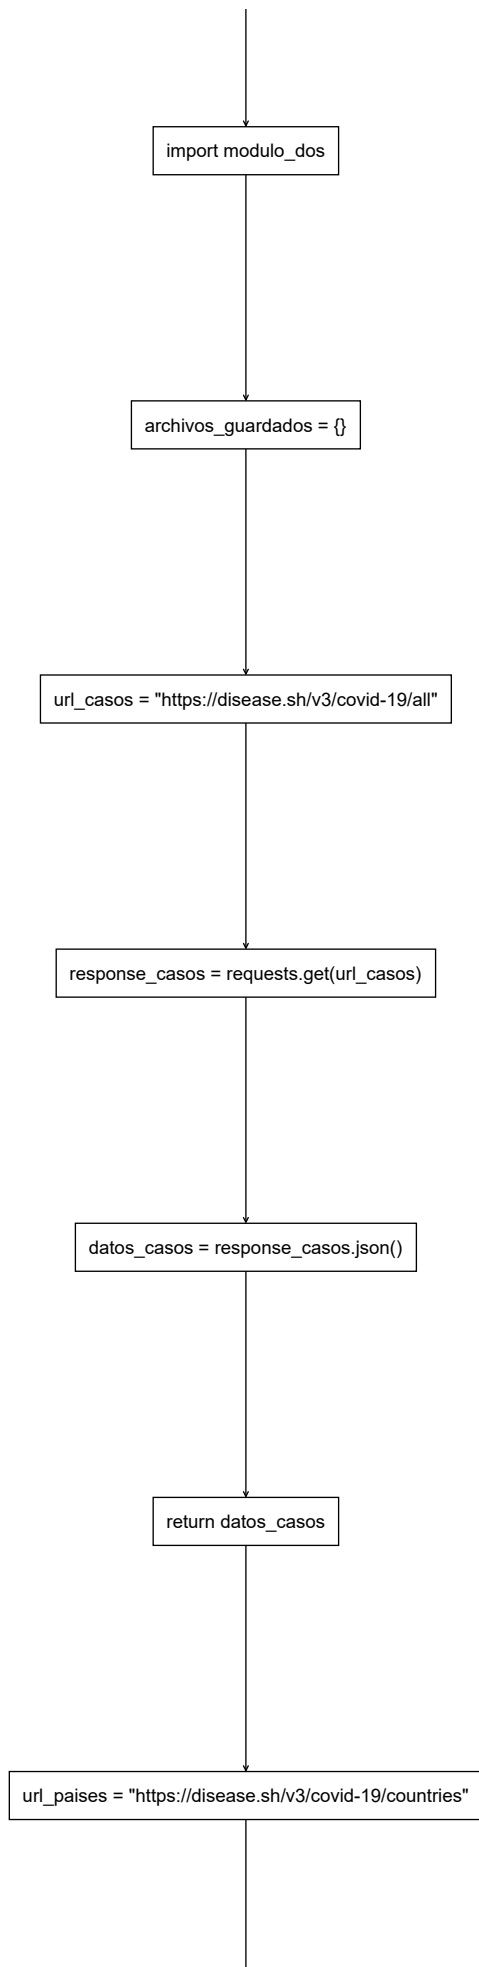 import modulo_dos
archivos_guardados = {}
url_casos = "https://disease.sh/v3/covid-19/all"
response_casos = requests.get(url_casos)
datos_casos = response_casos.json()
return datos_casos
url_paises = "https://disease.sh/v3/covid-19/countries"